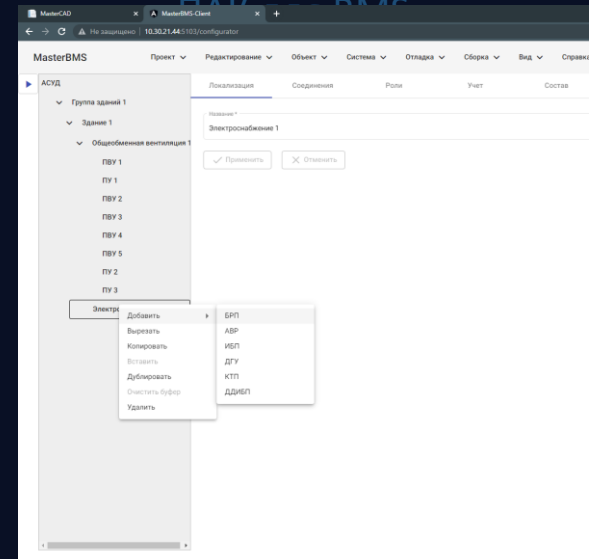 ПАК для BMS
MasterCAD × MasterBMS-Client × +
Не защищено 10.30.21.44:5103/configurator
MasterBMS Проект Редактирование Объект Система Отладка Сборка Вид Справка
АСУД Локализация Соединения Роли Учет Состав
Группа зданий 1
Здание 1
Название *
Электроснабжение 1
Общеобменная вентиляция 1
Применить Отменить
ПВУ 1
ПУ 1
ПВУ 2
ПВУ 3
ПВУ 4
ПВУ 5
ПУ 2
ПУ 3
Электро
Добавить БРП
Вырезать АВР
Копировать ИБП
Вставить ДГУ
Дублировать КТП
Очистить буфер ДДИБП
Удалить